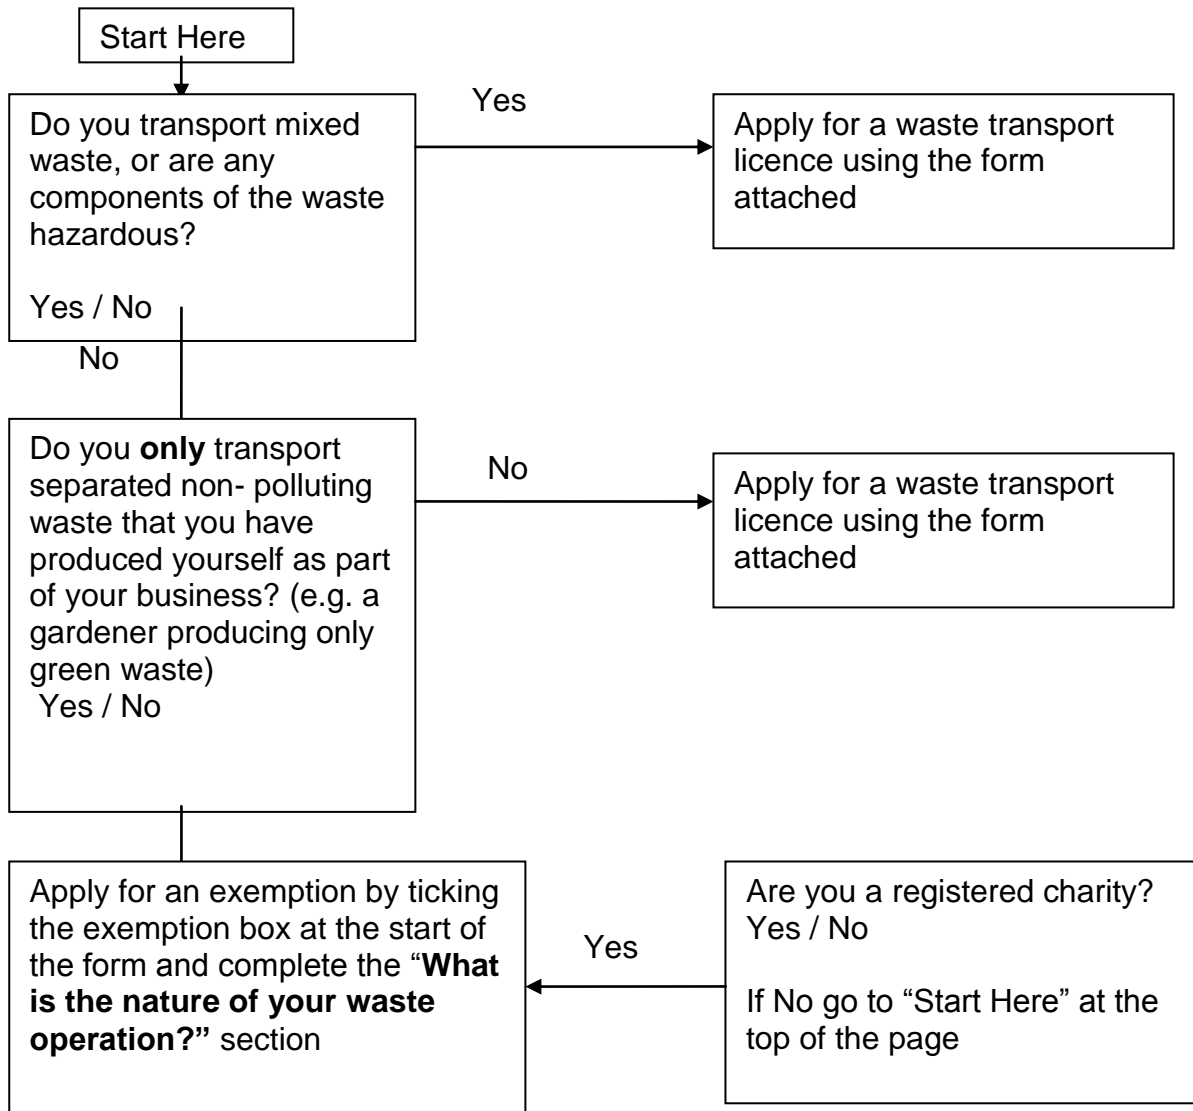 Start Here
Do you transport mixed
waste, or are any
components of the waste
hazardous?
Yes / No
Yes
Apply for a waste transport
licence using the form
attached
No
Do you only transport
separated non- polluting
waste that you have
produced yourself as part
of your business? (e.g. a
gardener producing only
green waste)
Yes / No
No
Apply for a waste transport
licence using the form
attached
Apply for an exemption by ticking
the exemption box at the start of
the form and complete the “What
is the nature of your waste
operation?” section
Yes
Are you a registered charity?
Yes / No
If No go to “Start Here” at the
top of the page